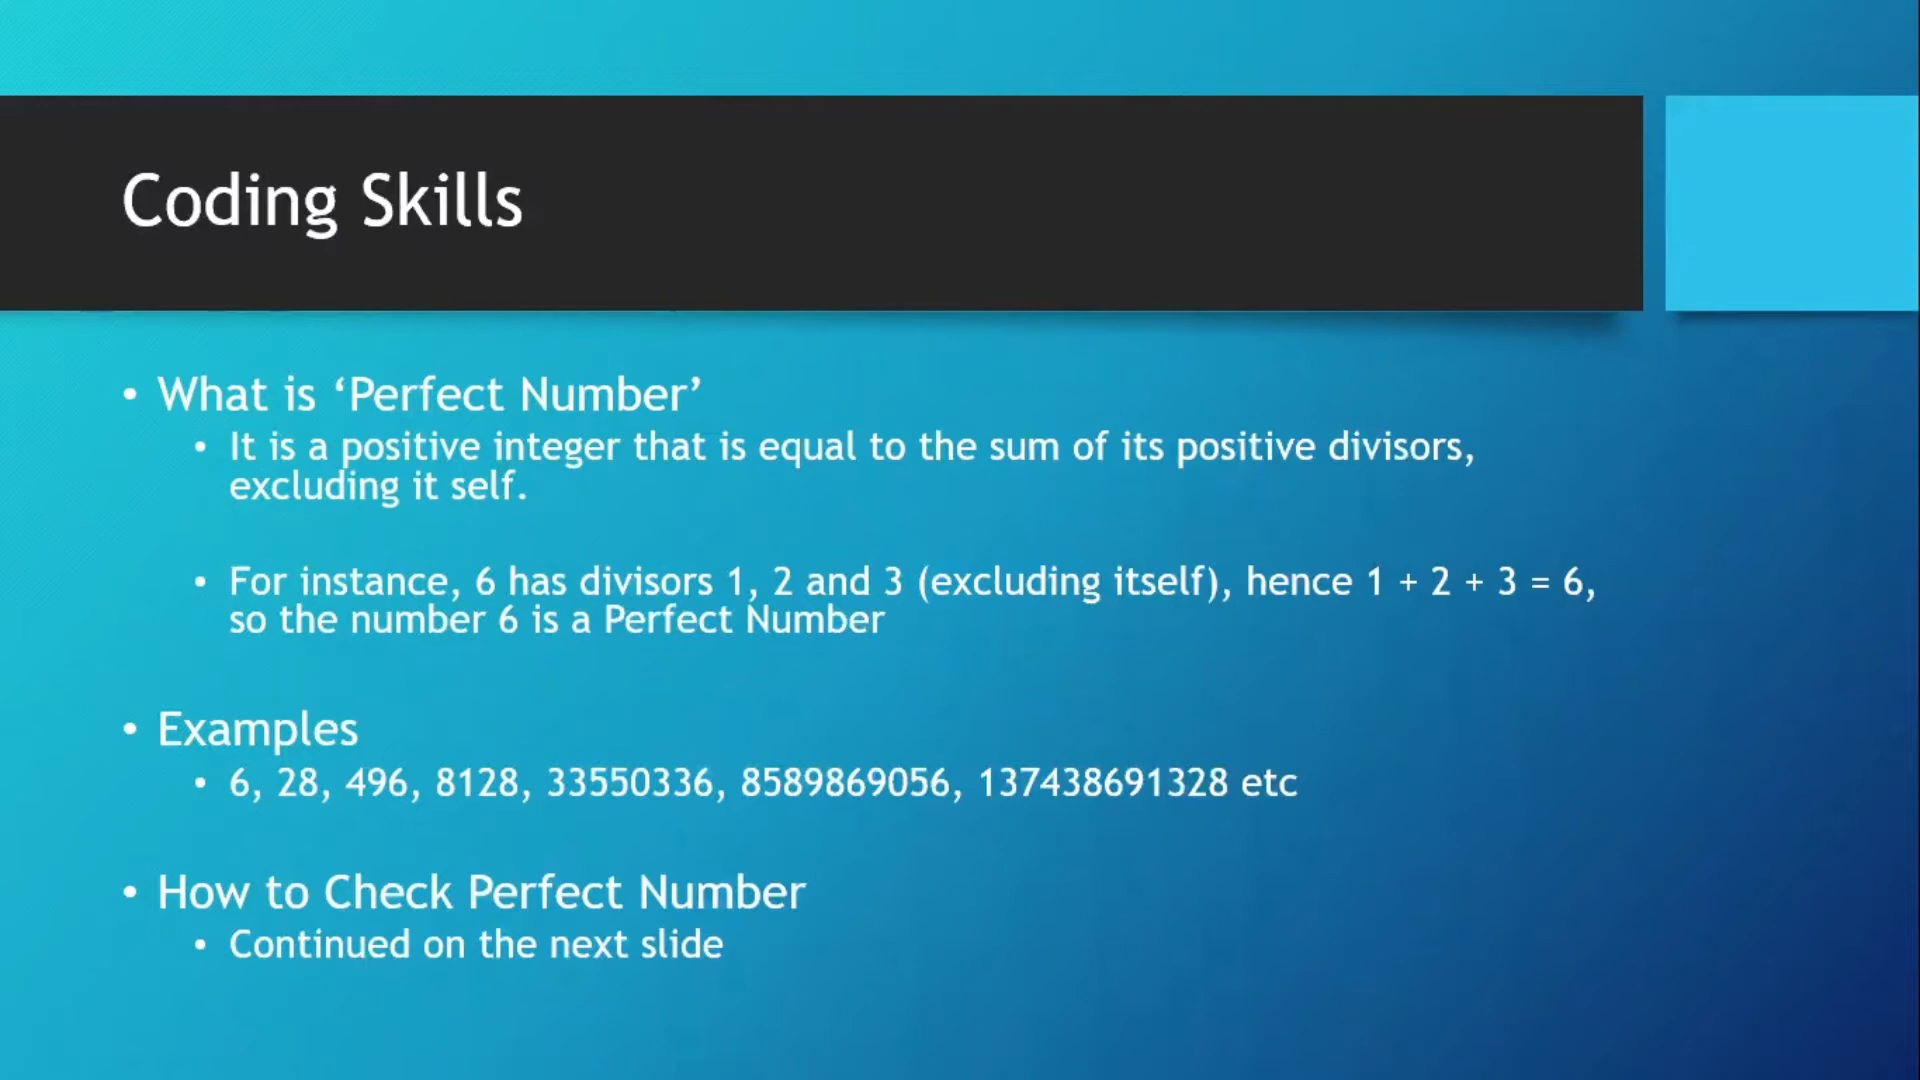 Coding Skills
• What is ‘Perfect Number’
• It is a positive integer that is equal to the sum of its positive divisors,
excluding it self.
• For instance, 6 has divisors 1, 2 and 3 (excluding itself), hence 1 + 2 + 3 = 6,
so the number 6 is a Perfect Number
• Examples
• 6, 28, 496, 8128, 33550336, 8589869056, 137438691328 etc
• How to Check Perfect Number
• Continued on the next slide